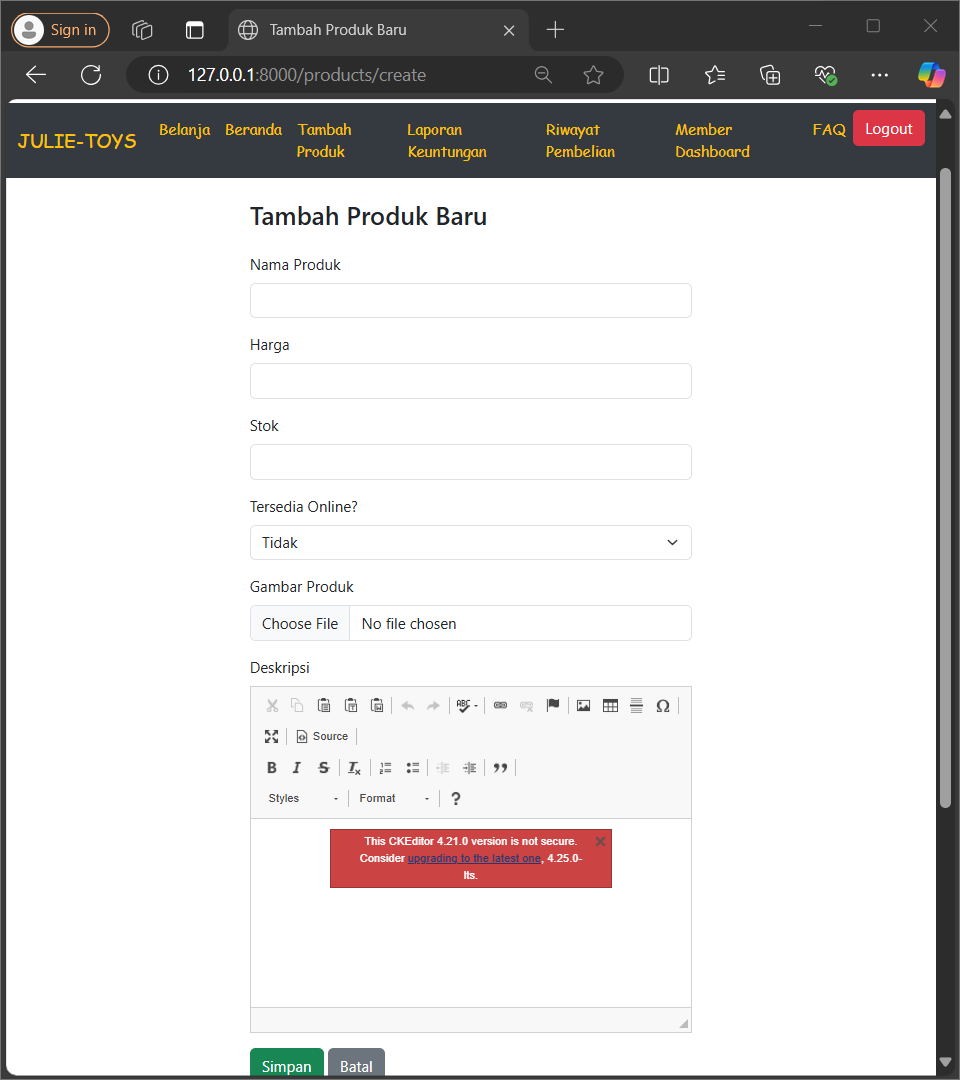 Sign in
Tambah Produk Baru
127.0.0.1:8000/products/create
JULIE-TOYS
Belanja
Beranda
Tambah
Produk
Laporan
Keuntungan
Riwayat
Pembelian
Member
Dashboard
FAQ
Logout
Tambah Produk Baru
Nama Produk
Harga
Stok
Tersedia Online?
Tidak
Gambar Produk
Choose File No file chosen
Deskripsi
ABC
Source
B I S Tx
Styles Format ?
This CKEditor 4.21.0 version is not secure.
Consider upgrading to the latest one, 4.25.0-
lts.
Simpan Batal